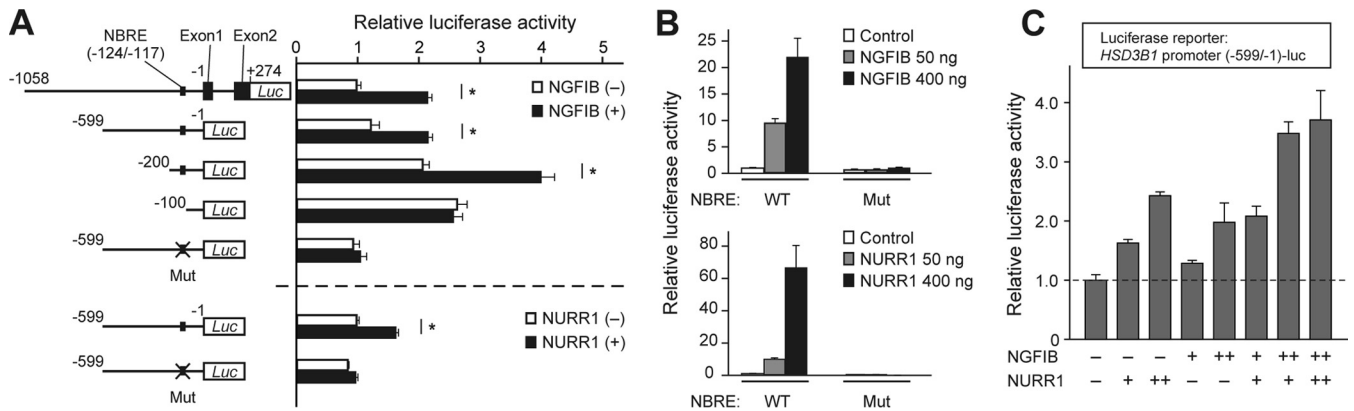 A
Relative luciferase activity
0 1 2 3 4 5
NBRE
(-124/-117)
Exon1
Exon2
-1
+274
-1058
Luc
NGFIB (–)
NGFIB (+)
*
-599
-1
Luc
*
-200
Luc
*
-100
Luc
-599
Luc
Mut
-599
-1
Luc
NURR1 (–)
NURR1 (+)
*
-599
Luc
Mut
B
Relative luciferase activity
25
20
15
10
5
0
Control
NGFIB 50 ng
NGFIB 400 ng
NBRE: WT Mut
80
60
40
20
0
Control
NURR1 50 ng
NURR1 400 ng
NBRE: WT Mut
C
Luciferase reporter:
HSD3B1 promoter (-599/-1)-luc
Relative luciferase activity
4.0
3.0
2.0
1.0
0
NGFIB – – – + ++ + ++ ++
NURR1 – + ++ – – + + ++